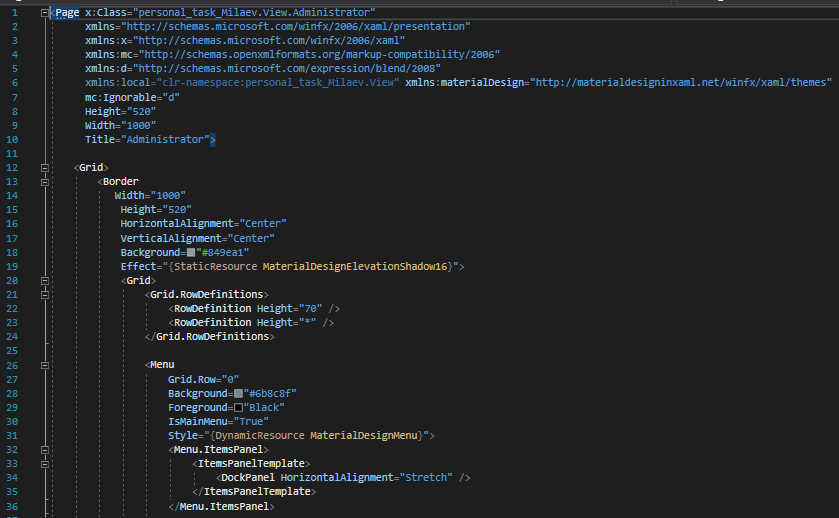 1 <Page x:Class="personal_task_Milaev.View.Administrator"
2 xmlns="http://schemas.microsoft.com/winfx/2006/xaml/presentation"
3 xmlns:x="http://schemas.microsoft.com/winfx/2006/xaml"
4 xmlns:mc="http://schemas.openxmlformats.org/markup-compatibility/2006"
5 xmlns:d="http://schemas.microsoft.com/expression/blend/2008"
6 xmlns:local="clr-namespace:personal_task_Milaev.View" xmlns:materialDesign="http://materialdesigninxaml.net/winfx/xaml/themes"
7 mc:Ignorable="d"
8 Height="520"
9 Width="1000"
10 Title="Administrator">
11
12 <Grid>
13 <Border
14 Width="1000"
15 Height="520"
16 HorizontalAlignment="Center"
17 VerticalAlignment="Center"
18 Background="#849ea1"
19 Effect="{StaticResource MaterialDesignElevationShadow16}">
20 <Grid>
21 <Grid.RowDefinitions>
22 <RowDefinition Height="70" />
23 <RowDefinition Height="*" />
24 </Grid.RowDefinitions>
25
26 <Menu
27 Grid.Row="0"
28 Background="#6b8c8f"
29 Foreground="Black"
30 IsMainMenu="True"
31 Style="{DynamicResource MaterialDesignMenu}">
32 <Menu.ItemsPanel>
33 <ItemsPanelTemplate>
34 <DockPanel HorizontalAlignment="Stretch" />
35 </ItemsPanelTemplate>
36 </Menu.ItemsPanel>